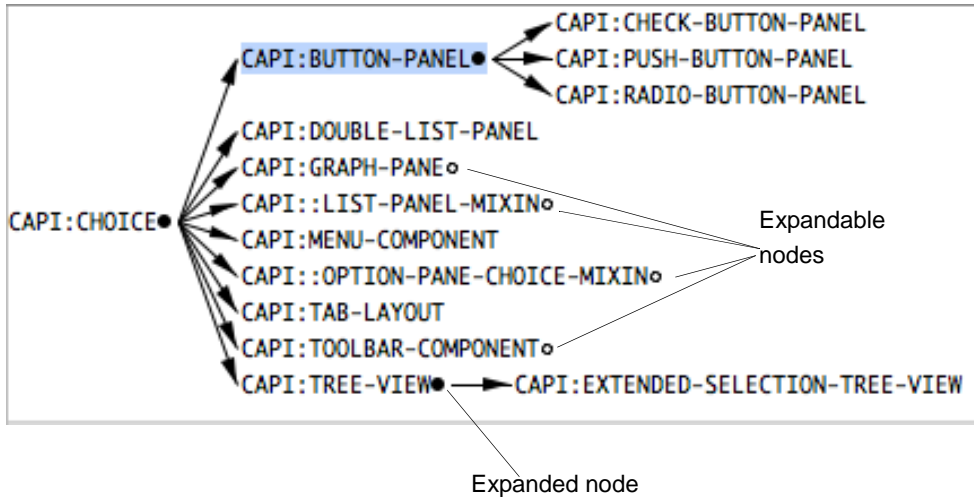 CAPI:CHECK-BUTTON-PANEL
CAPI:BUTTON-PANEL
CAPI:PUSH-BUTTON-PANEL
CAPI:RADIO-BUTTON-PANEL
CAPI:DOUBLE-LIST-PANEL
CAPI:GRAPH-PANE
CAPI::LIST-PANEL-MIXIN
CAPI:CHOICE
Expandable
nodes
CAPI:MENU-COMPONENT
CAPI::OPTION-PANE-CHOICE-MIXIN
CAPI:TAB-LAYOUT
CAPI:TOOLBAR-COMPONENT
CAPI:TREE-VIEW
CAPI:EXTENDED-SELECTION-TREE-VIEW
Expanded node